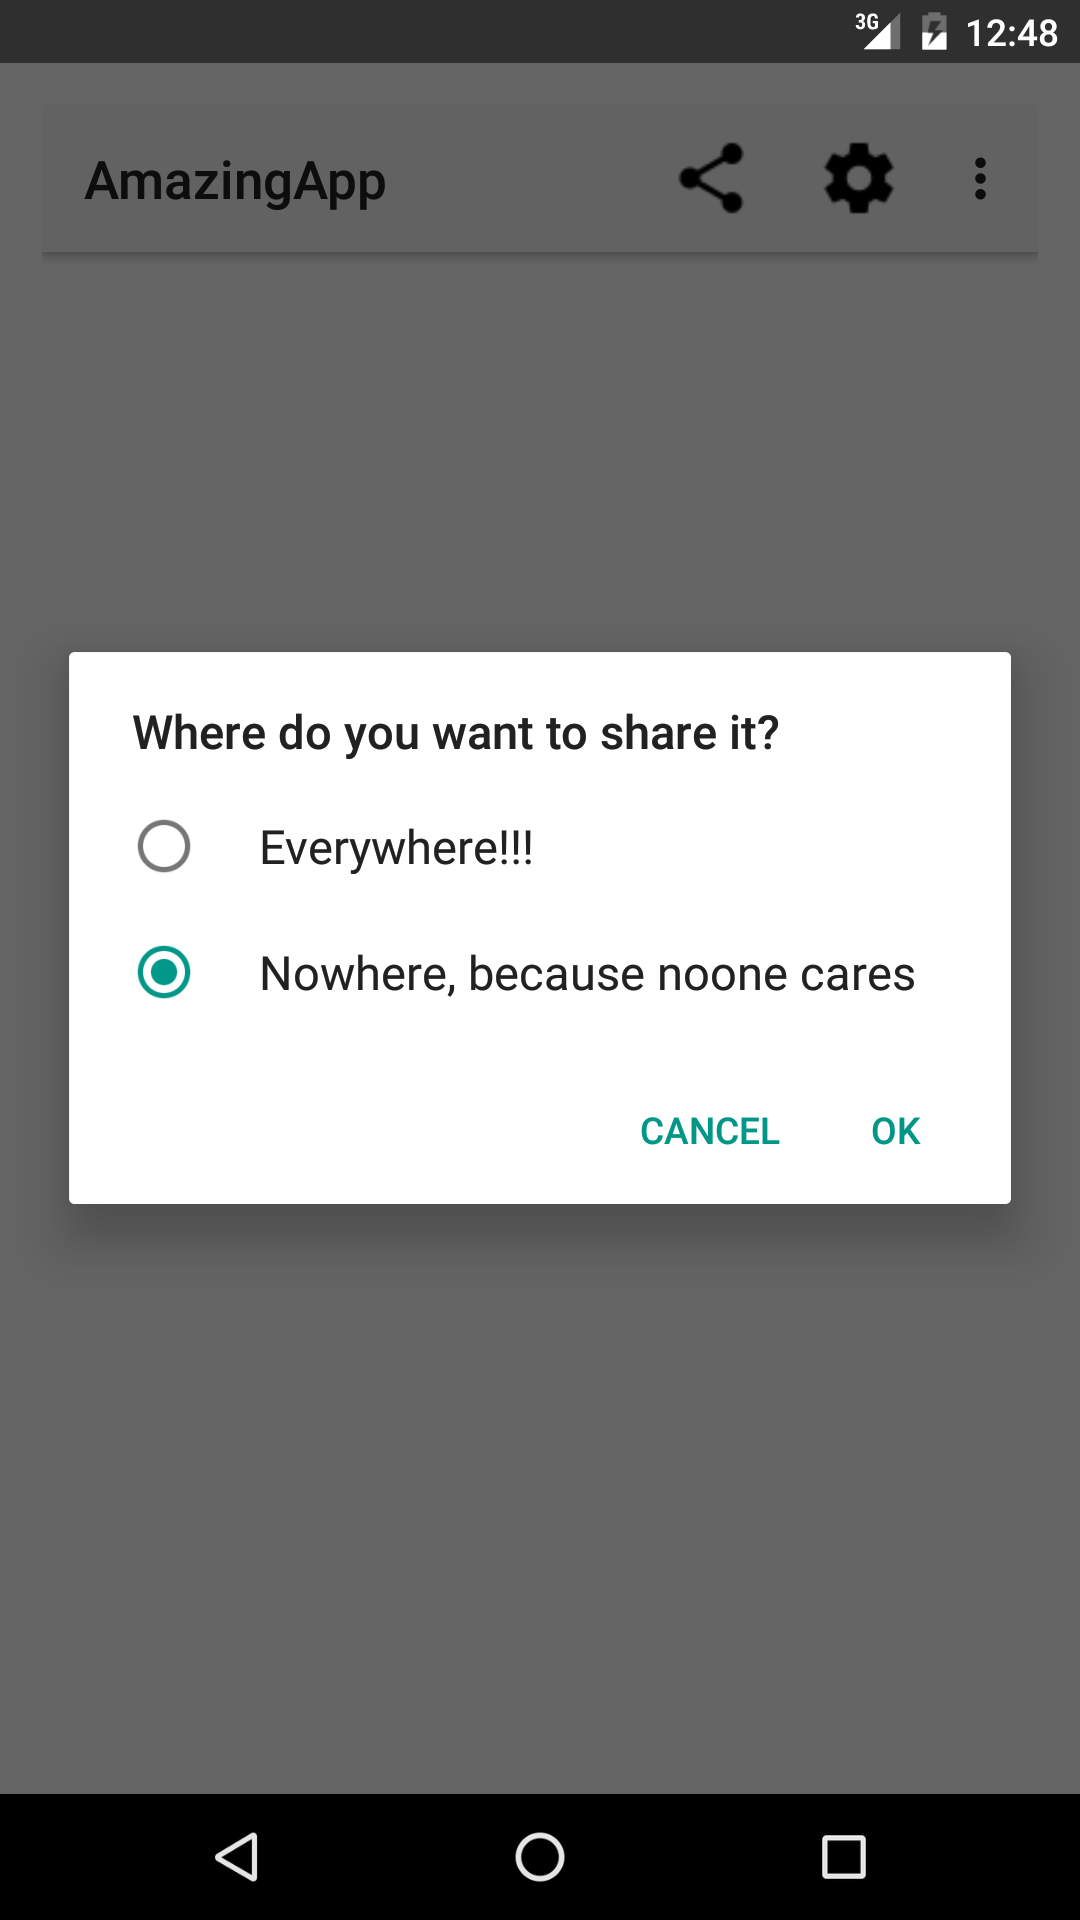 3G 12:48
AmazingApp
Where do you want to share it?
Everywhere!!!
Nowhere, because noone cares
CANCEL OK